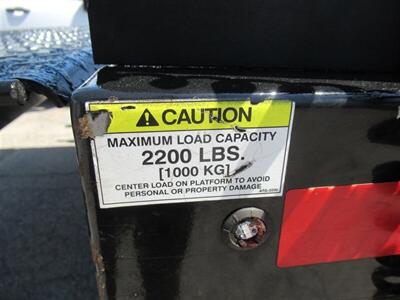 CAUTION
MAXIMUM LOAD CAPACITY
2200 LBS.
[1000 KG]
CENTER LOAD ON PLATFORM TO AVOID
PERSONAL OR PROPERTY DAMAGE